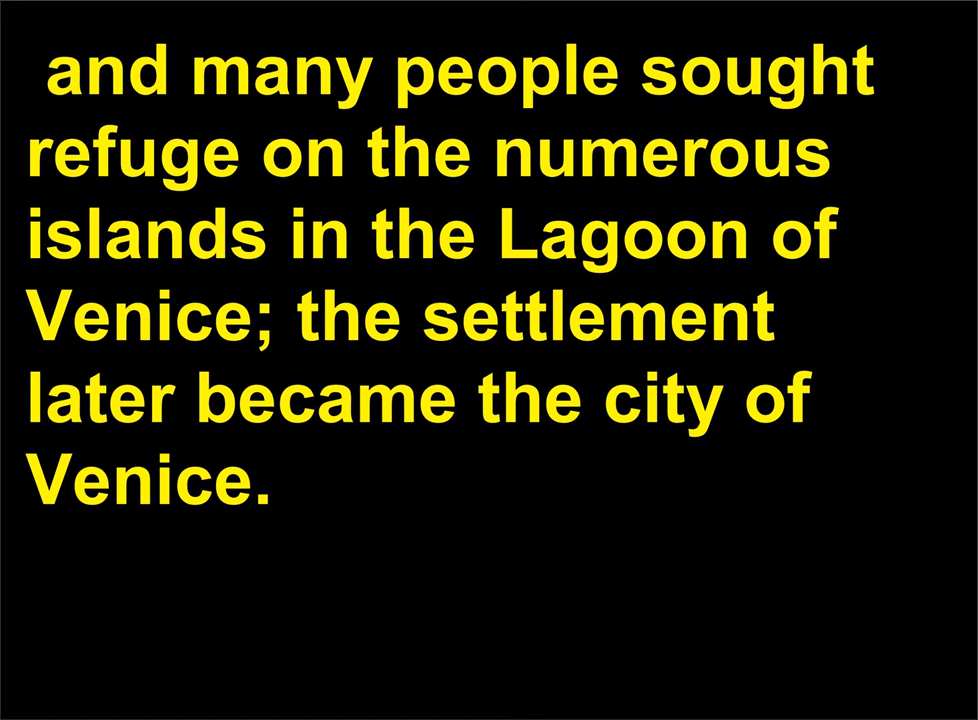 and many people sought
refuge on the numerous
islands in the Lagoon of
Venice; the settlement
later became the city of
Venice.